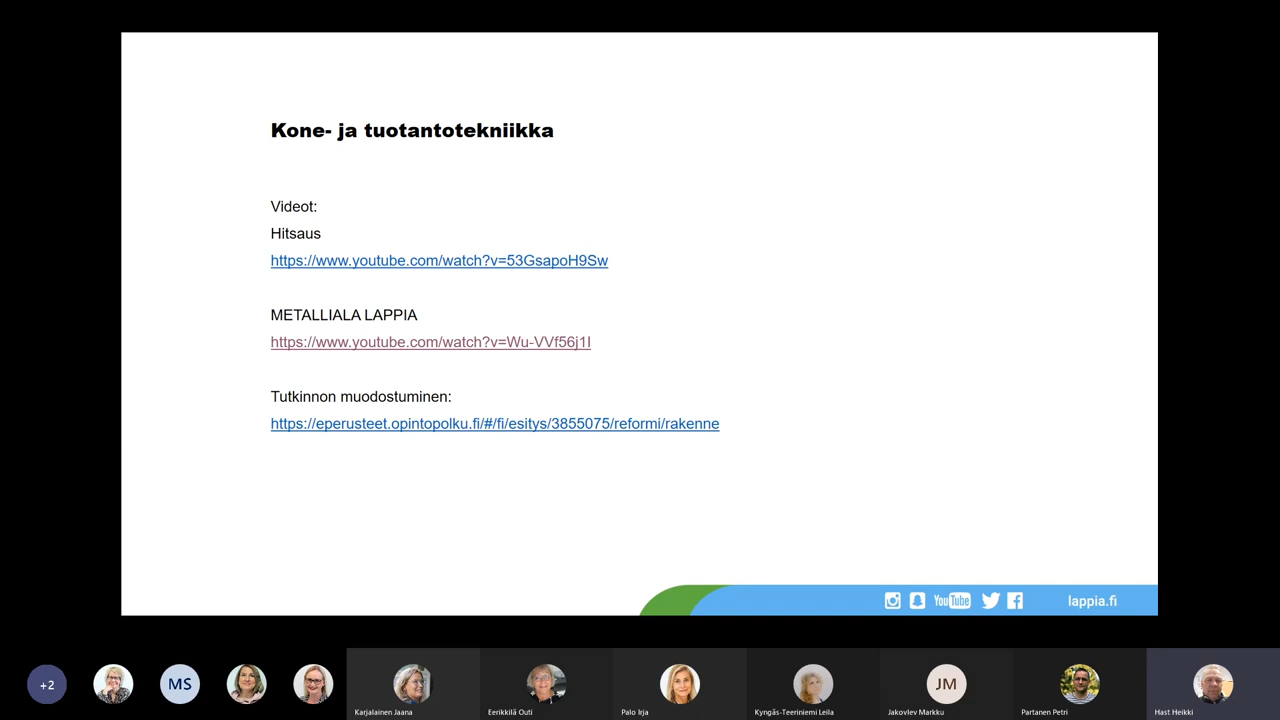 Kone- ja tuotantotekniikka
Videot:
Hitsaus
https://www.youtube.com/watch?v=53GsapoH9Sw
METALLIALA LAPPIA
https://www.youtube.com/watch?v=Wu-VVf56j1I
Tutkinnon muodostuminen:
https://eperusteet.opintopolku.fi/#/fi/esitys/3855075/reformi/rakenne
YouTube
lappia.fi
+2
MS
JM
Karjalainen Jaana
Eerikkilä Outi
Palo Irja
Kyngäs-Teeriniemi Leila
Jakovlev Markku
Partanen Petri
Hast Heikki